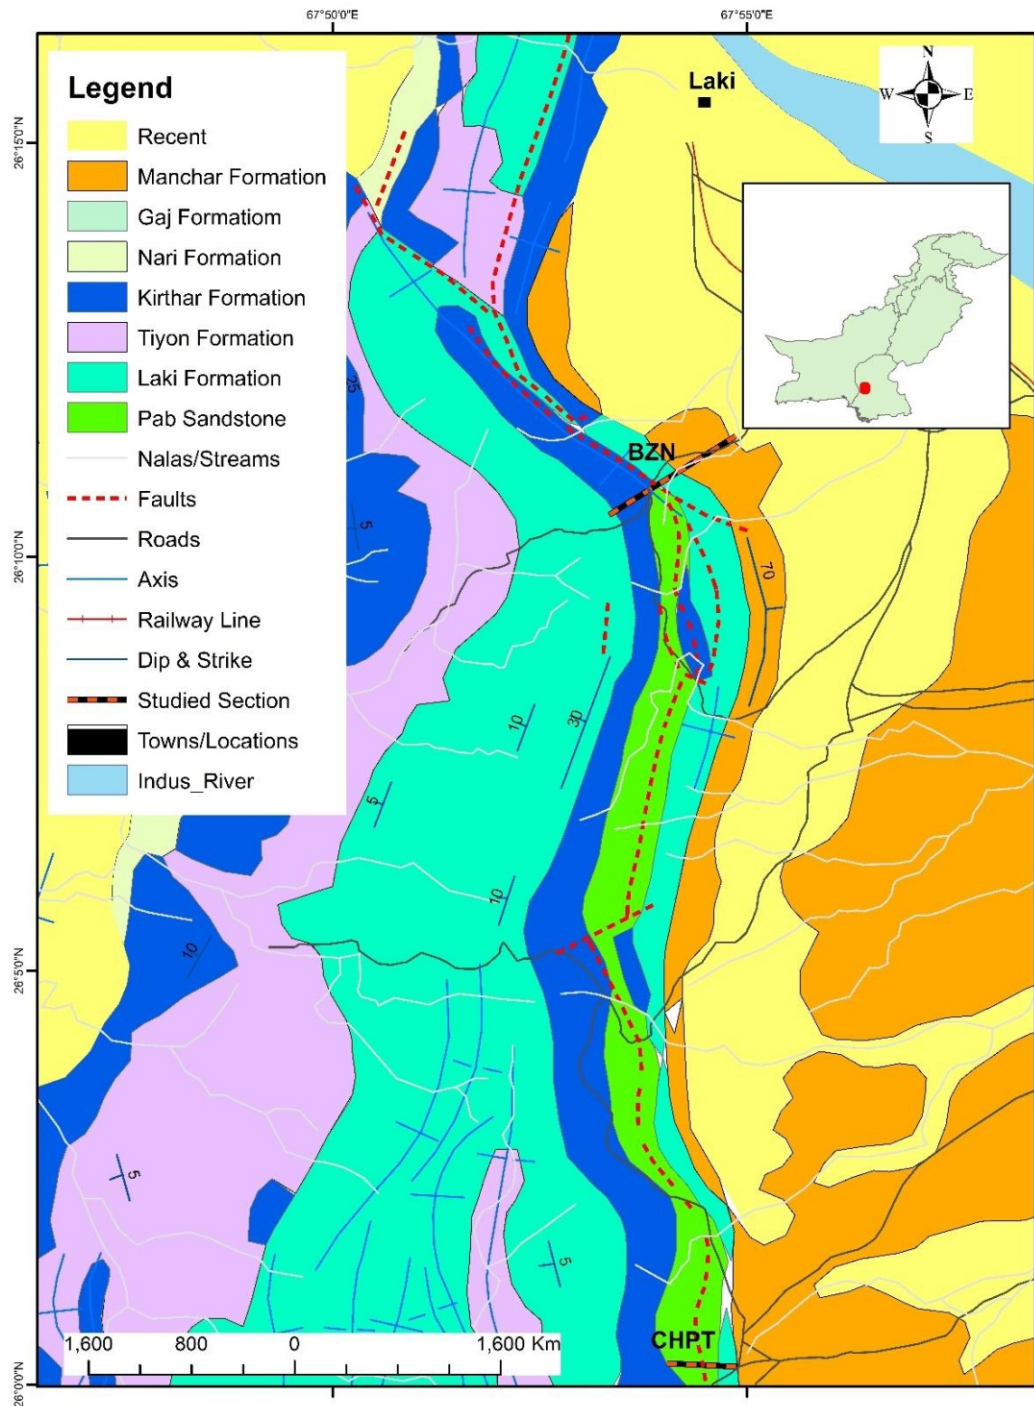 67°50'0"E
67°55'0"E
Legend
Recent
Manchar Formation
Gaj Formatiom
Nari Formation
Kirthar Formation
Tiyon Formation
Laki Formation
Pab Sandstone
Nalas/Streams
Faults
Roads
Axis
Railway Line
Dip & Strike
Studied Section
Towns/Locations
Indus_River
Laki
N
W
E
S
26°15'0"N
25
BZN
5
26°10'0"N
70
10
30
5
10
10
26°5'0"N
5
5
1,600
800
0
1,600 Km
CHPT
26°0'0"N